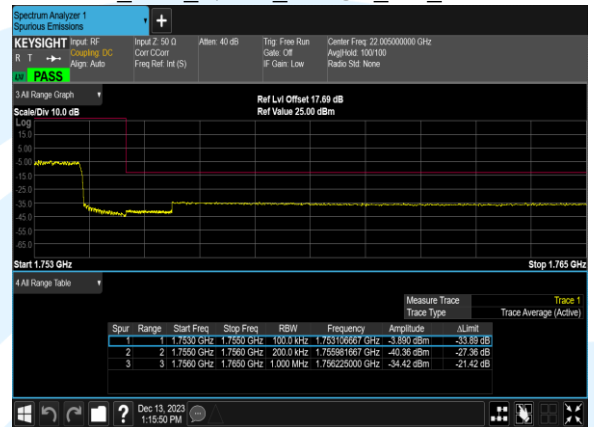 Spectrum Analyzer 1
Spurious Emissions
+
KEYSIGHT Input: RF Input Z: 50 Ω Atten: 40 dB Trig: Free Run Center Freq: 22.005000000 GHz
R T Coupling: DC Corr CCorr Gate: Off Avg|Hold: 100/100
Align: Auto Freq Ref: Int (S) IF Gain: Low Radio Std: None
LV PASS
3 All Range Graph
Ref Lvl Offset 17.69 dB
Scale/Div 10.0 dB Ref Value 25.00 dBm
Log
15.0
5.00
-5.00
-15.0
-25.0
-35.0
-45.0
-55.0
-65.0
Start 1.753 GHz Stop 1.765 GHz
4 All Range Table
Measure Trace Trace 1
Trace Type Trace Average (Active)
Spur Range Start Freq Stop Freq RBW Frequency Amplitude ΔLimit
1 1 1.7530 GHz 1.7550 GHz 100.0 kHz 1.753106667 GHz -3.890 dBm -33.89 dB
2 2 1.7550 GHz 1.7560 GHz 200.0 kHz 1.755981667 GHz -40.36 dBm -27.36 dB
3 3 1.7560 GHz 1.7650 GHz 1.000 MHz 1.756225000 GHz -34.42 dBm -21.42 dB
? Dec 13, 2023
1:15:50 PM